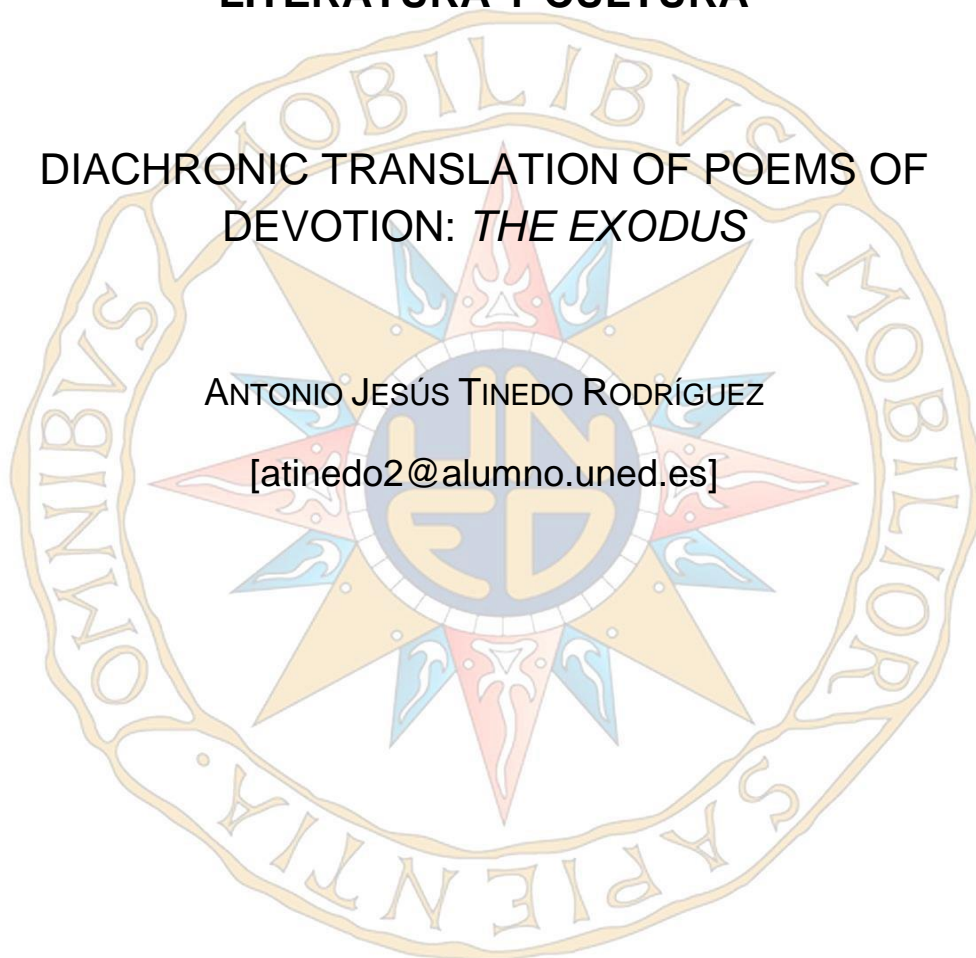 LITERATURA Y CULTURA
DIACHRONIC TRANSLATION OF POEMS OF
DEVOTION: THE EXODUS
ANTONIO JESÚS TINEDO RODRÍGUEZ
[atinedo2@alumno.uned.es]
OMNIBVS MOBILIBVS MOBILIOR SAPIENTIA
UNED